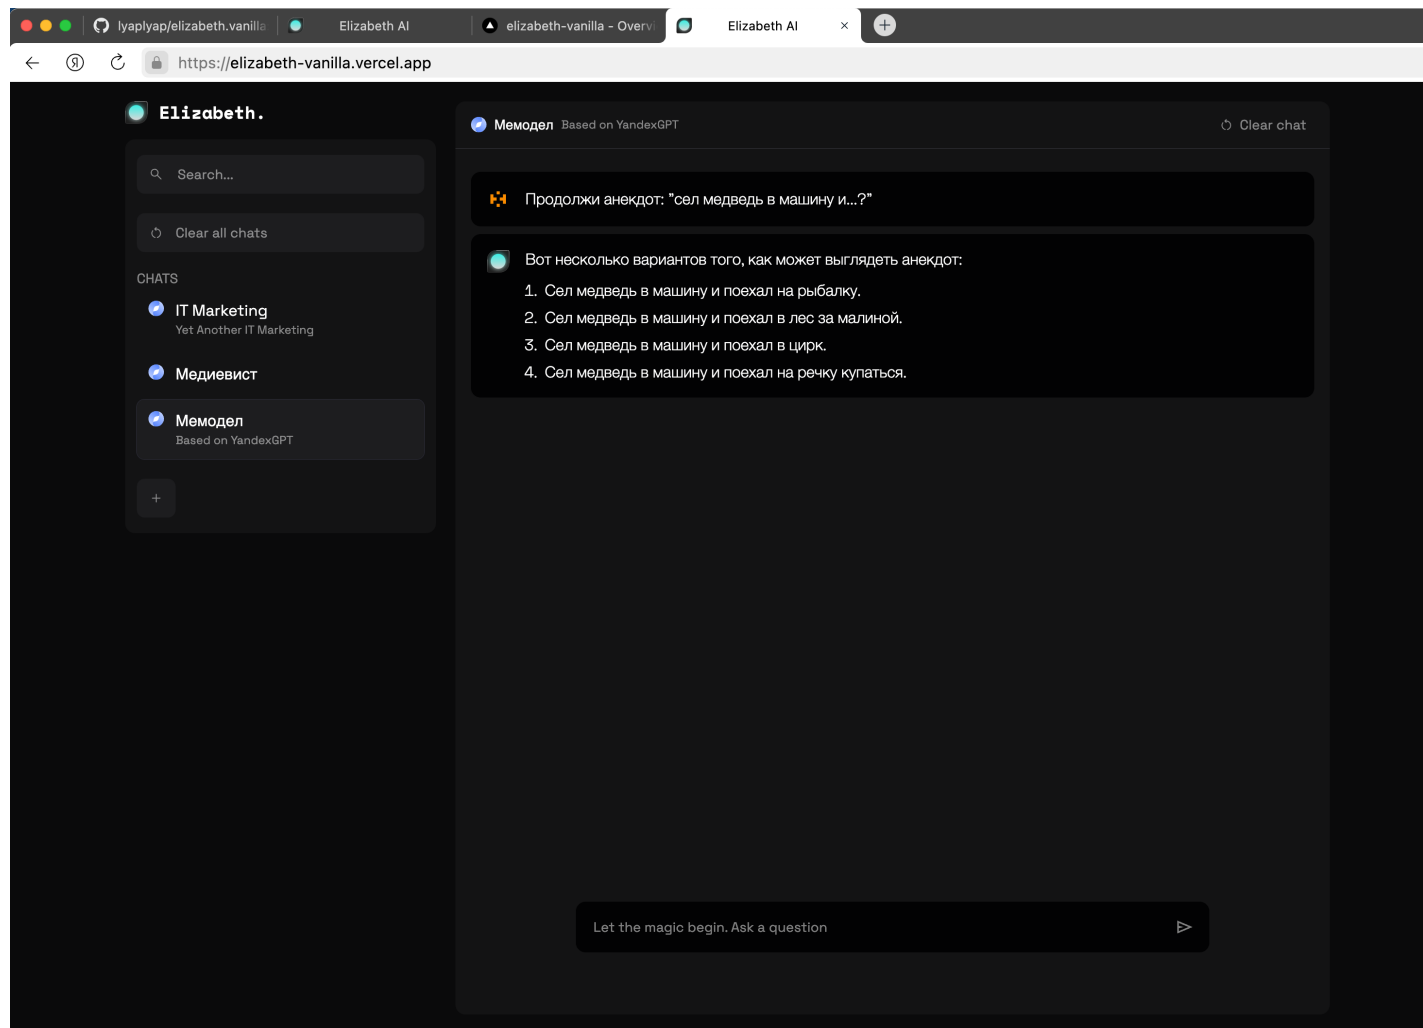 lyaplyap/elizabeth.vanilla
Elizabeth AI
elizabeth-vanilla - Overvi
Elizabeth AI
https://elizabeth-vanilla.vercel.app
Elizabeth.
Search...
Clear all chats
CHATS
IT Marketing
Yet Another IT Marketing
Медиевист
Мемодел
Based on YandexGPT
+
Мемодел Based on YandexGPT
Clear chat
Продолжи анекдот: "сел медведь в машину и...?"
Вот несколько вариантов того, как может выглядеть анекдот:
1. Сел медведь в машину и поехал на рыбалку.
2. Сел медведь в машину и поехал в лес за малиной.
3. Сел медведь в машину и поехал в цирк.
4. Сел медведь в машину и поехал на речку купаться.
Let the magic begin. Ask a question